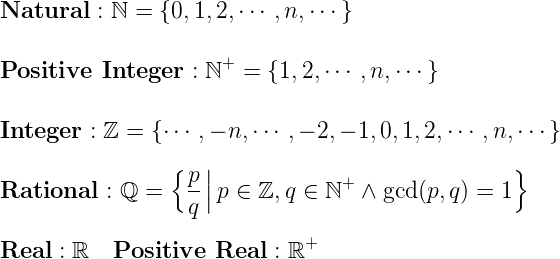 Natural : ℕ = {0, 1, 2, ⋯ , n, ⋯ }
Positive Integer : ℕ⁺ = {1, 2, ⋯ , n, ⋯ }
Integer : ℤ = {⋯ , −n, ⋯ , −2, −1, 0, 1, 2, ⋯ , n, ⋯ }
Rational : ℚ = { p/q | p ∈ ℤ, q ∈ ℕ⁺ ∧ gcd(p, q) = 1 }
Real : ℝ Positive Real : ℝ⁺